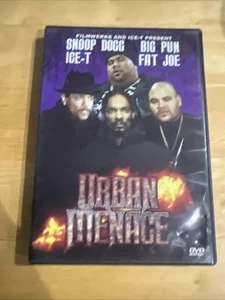 FILMWERKS AND ICE-T PRESENT
SNOOP DOGG BIG PUN
ICE-T FAT JOE
URBAN
MENACE
DVD